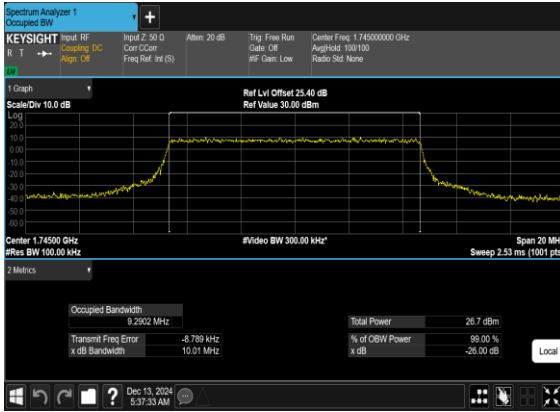 Spectrum Analyzer 1
Occupied BW
KEYSIGHT
R T
LU
Input: RF
Coupling: DC
Align: Off
Input Z: 50 Ω
Corr CCorr
Freq Ref: Int (S)
Atten: 20 dB
Trig: Free Run
Gate: Off
#IF Gain: Low
Center Freq: 1.745000000 GHz
Avg|Hold: 100/100
Radio Std: None
1 Graph
Scale/Div 10.0 dB
Ref Lvl Offset 25.40 dB
Ref Value 30.00 dBm
Log
20.0
10.0
0.00
-10.0
-20.0
-30.0
-40.0
-50.0
-60.0
Center 1.74500 GHz
#Res BW 100.00 kHz
#Video BW 300.00 kHz*
Span 20 MH
Sweep 2.53 ms (1001 pts
2 Metrics
Occupied Bandwidth
9.2902 MHz
Transmit Freq Error -8.789 kHz
x dB Bandwidth 10.01 MHz
Total Power 26.7 dBm
% of OBW Power 99.00 %
x dB -26.00 dB
Local
?
Dec 13, 2024
5:37:33 AM